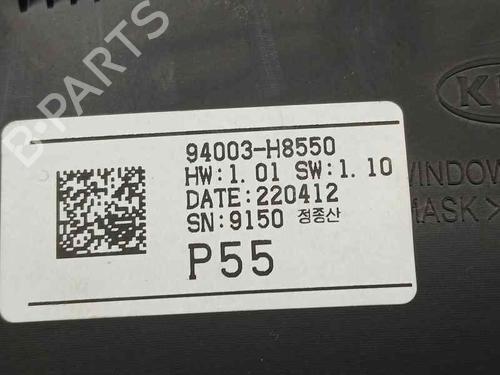 94003-H8550
HW:1.01 SW:1.10
DATE:220412
SN:9150 정종산
P55
WINDOW
MASK>
B-PARTS